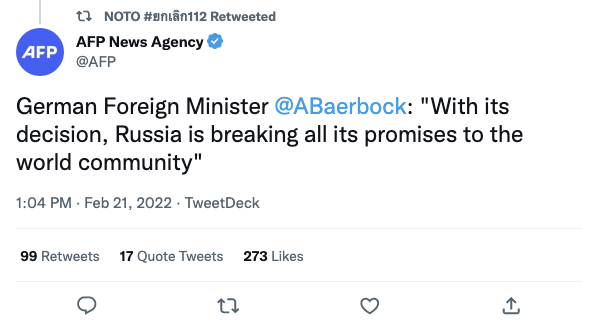 NOTO #ยกเลิก112 Retweeted
AFP
AFP News Agency
@AFP
German Foreign Minister @ABaerbock: "With its
decision, Russia is breaking all its promises to the
world community"
1:04 PM · Feb 21, 2022 · TweetDeck
99 Retweets 17 Quote Tweets 273 Likes